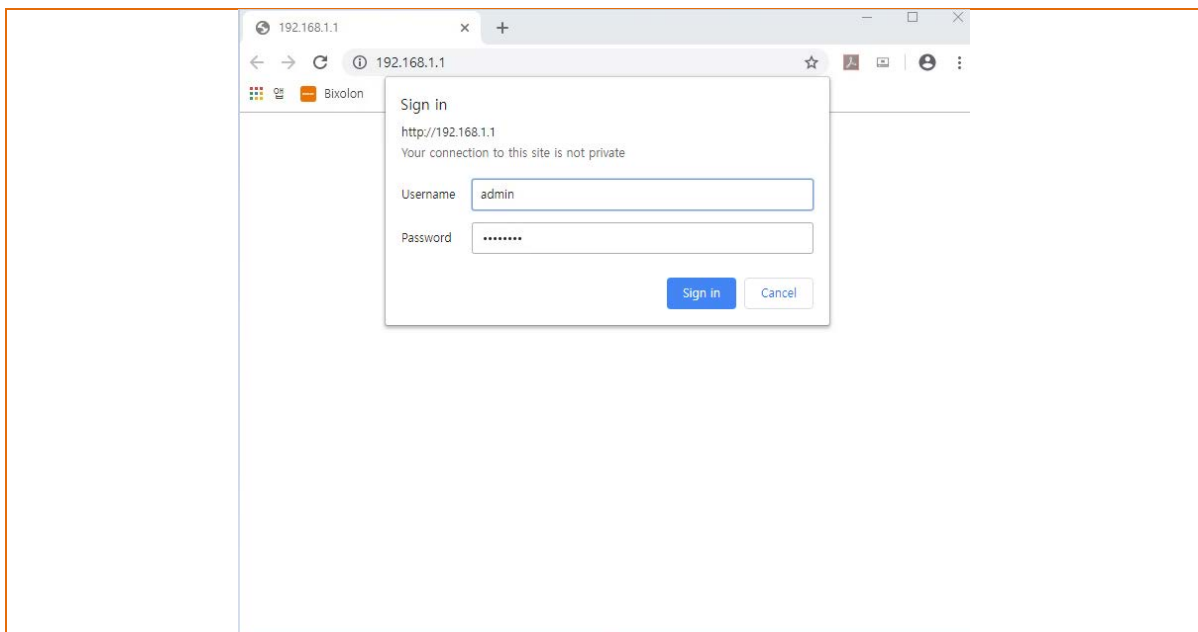 192.168.1.1
192.168.1.1
앱 Bixolon
Sign in
http://192.168.1.1
Your connection to this site is not private
Username admin
Password ••••••••
Sign in Cancel